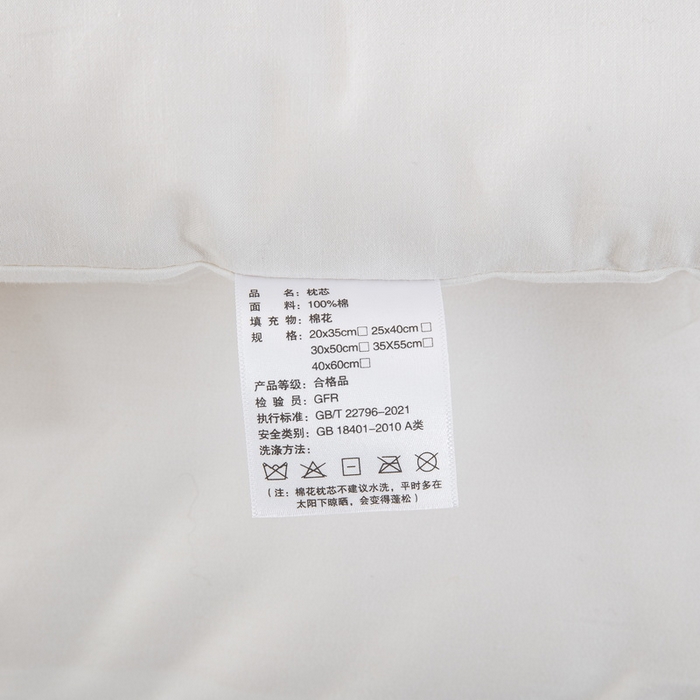 品 名：枕芯
面 料：100%棉
填 充 物：棉花
规 格：20x35cm□ 25x40cm□
30x50cm□ 35X55cm□
40x60cm□
产品等级：合格品
检 验 员：GFR
执行标准：GB/T 22796-2021
安全类别：GB 18401-2010 A类
洗涤方法：
（注：棉花枕芯不建议水洗，平时多在
太阳下晾晒，会变得蓬松）